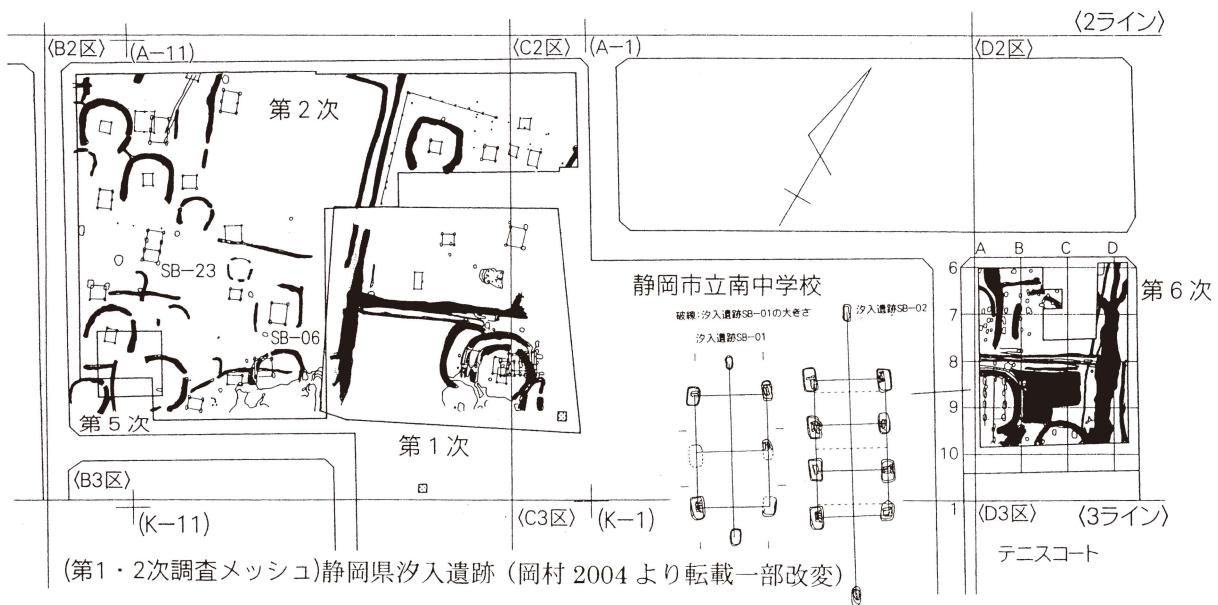 〈2ライン〉
〈B2区〉
(A-11)
〈C2区〉
(A-1)
〈D2区〉
第2次
A B C D
6
7
8
9
10
1
第6次
SB-23
SB-06
静岡市立南中学校
破線:汐入遺跡SB-01の大きさ
汐入遺跡SB-01
汐入遺跡SB-02
第5次
第1次
〈B3区〉
(K-11)
〈C3区〉
(K-1)
〈D3区〉
〈3ライン〉
テニスコート
(第1・2次調査メッシュ)静岡県汐入遺跡(岡村2004より転載一部改変)